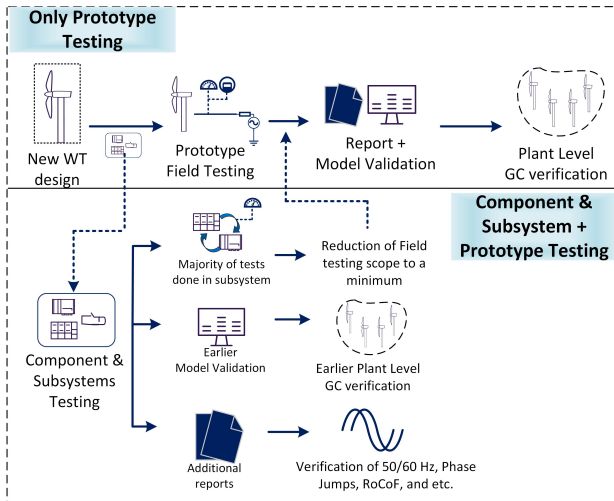 Only Prototype
Testing
New WT
design
Prototype
Field Testing
Report +
Model Validation
Plant Level
GC verification
Component &
Subsystem +
Prototype Testing
Majority of tests
done in subsystem
Reduction of Field
testing scope to a
minimum
Component &
Subsystems
Testing
Earlier
Model Validation
Earlier Plant Level
GC verification
Additional
reports
Verification of 50/60 Hz, Phase
Jumps, RoCoF, and etc.